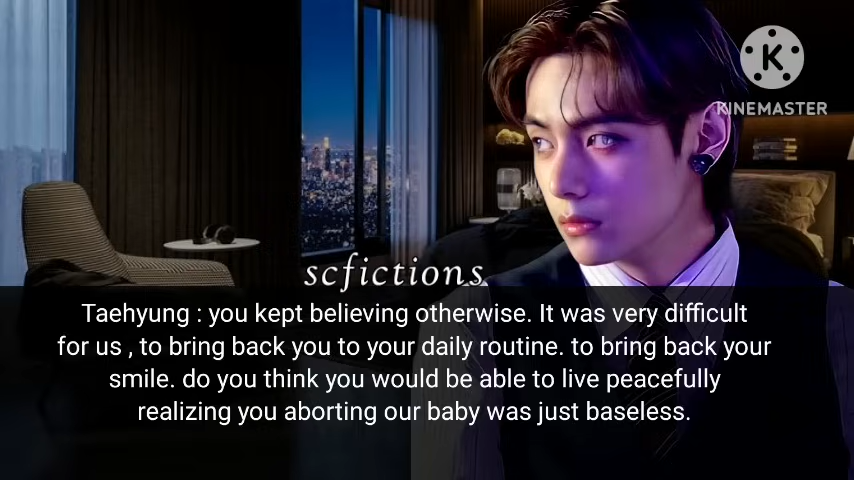 KINEMASTER
scfictions
Taehyung : you kept believing otherwise. It was very difficult
for us , to bring back you to your daily routine. to bring back your
smile. do you think you would be able to live peacefully
realizing you aborting our baby was just baseless.